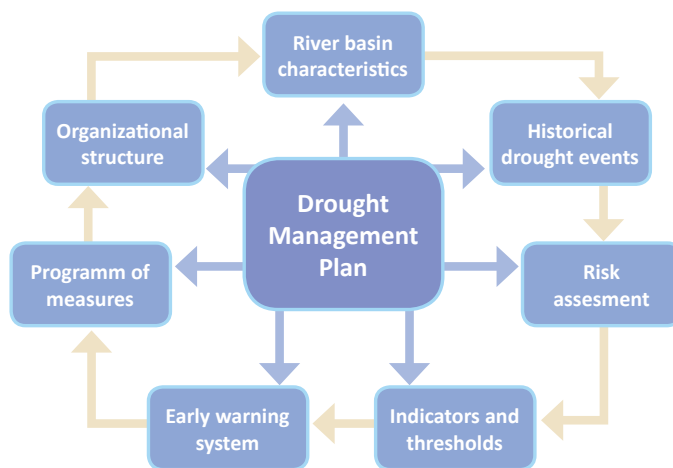 River basin
characteristics
Organizational
structure
Historical
drought events
Drought
Management
Plan
Programm of
measures
Risk
assesment
Early warning
system
Indicators and
thresholds